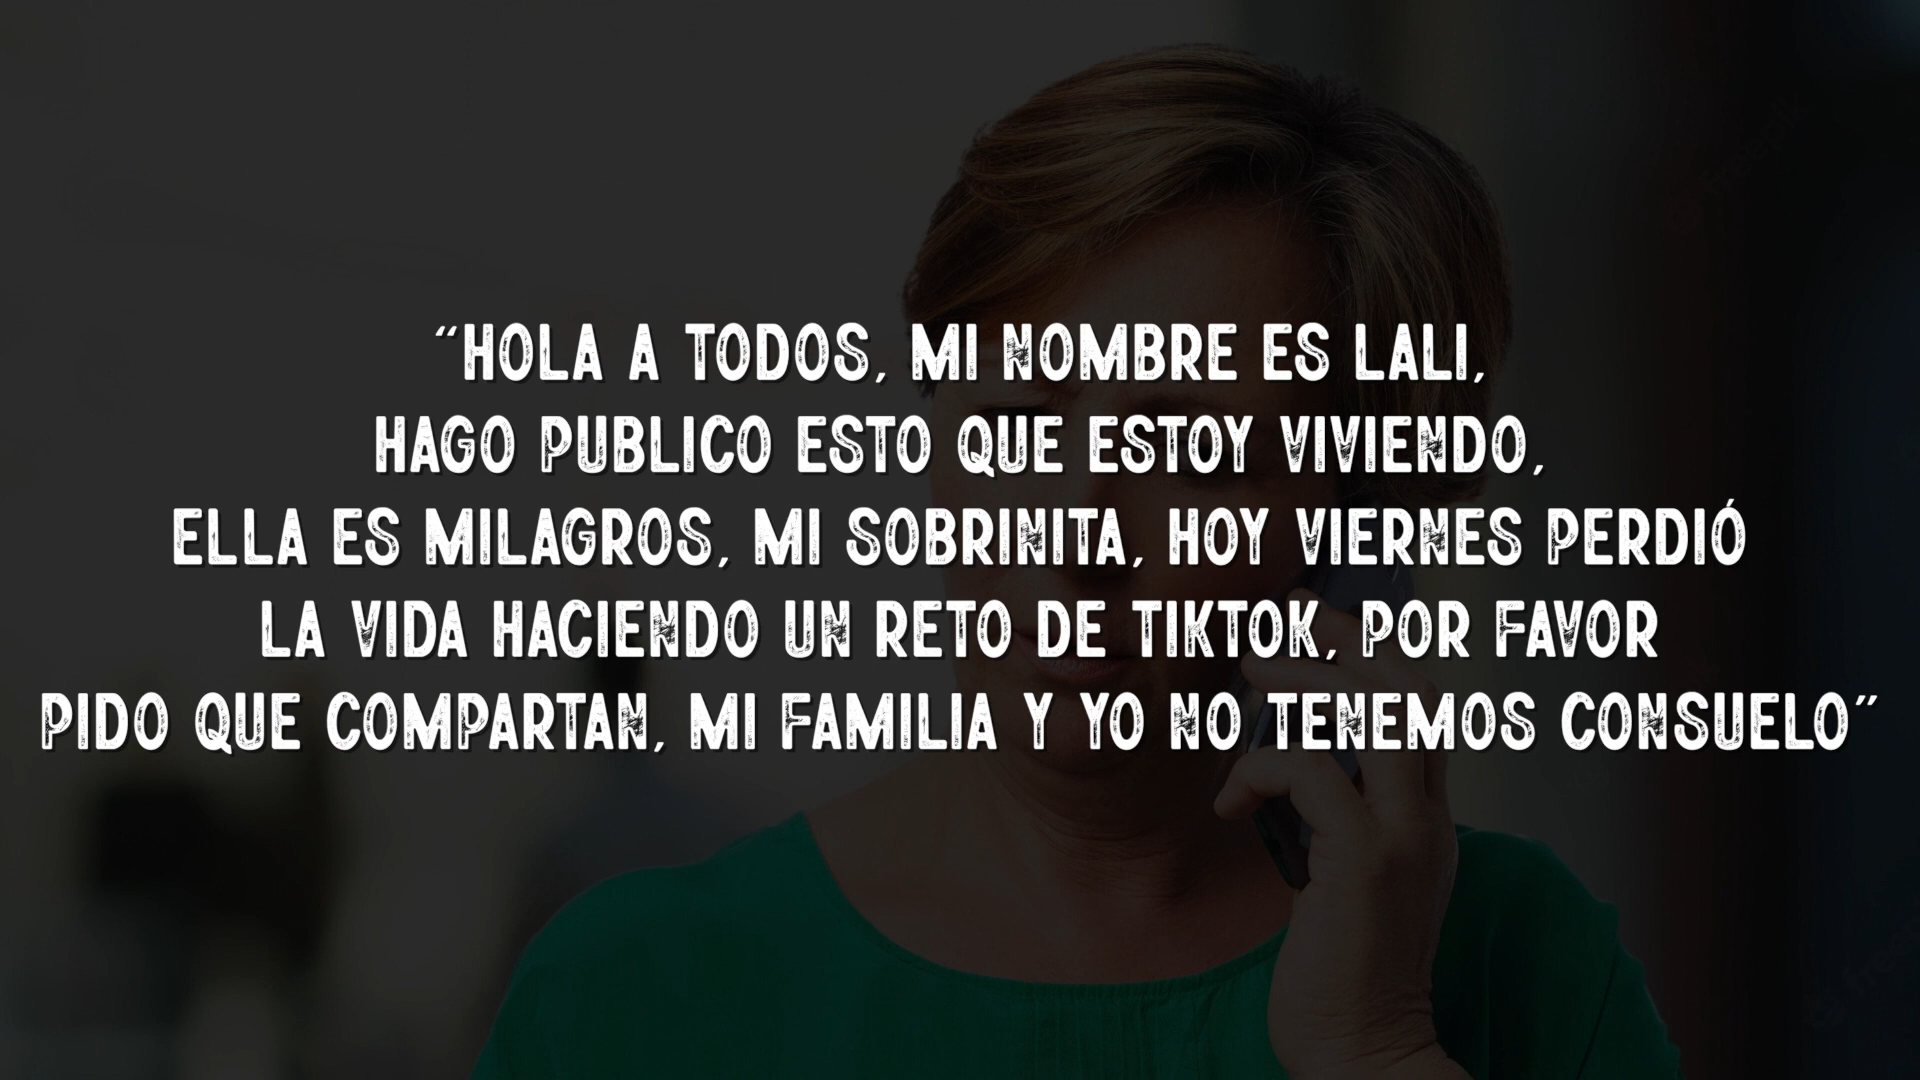 “HOLA A TODOS, MI NOMBRE ES LALI,
HAGO PUBLICO ESTO QUE ESTOY VIVIENDO,
ELLA ES MILAGROS, MI SOBRINITA, HOY VIERNES PERDIÓ
LA VIDA HACIENDO UN RETO DE TIKTOK, POR FAVOR
PIDO QUE COMPARTAN, MI FAMILIA Y YO NO TENEMOS CONSUELO”